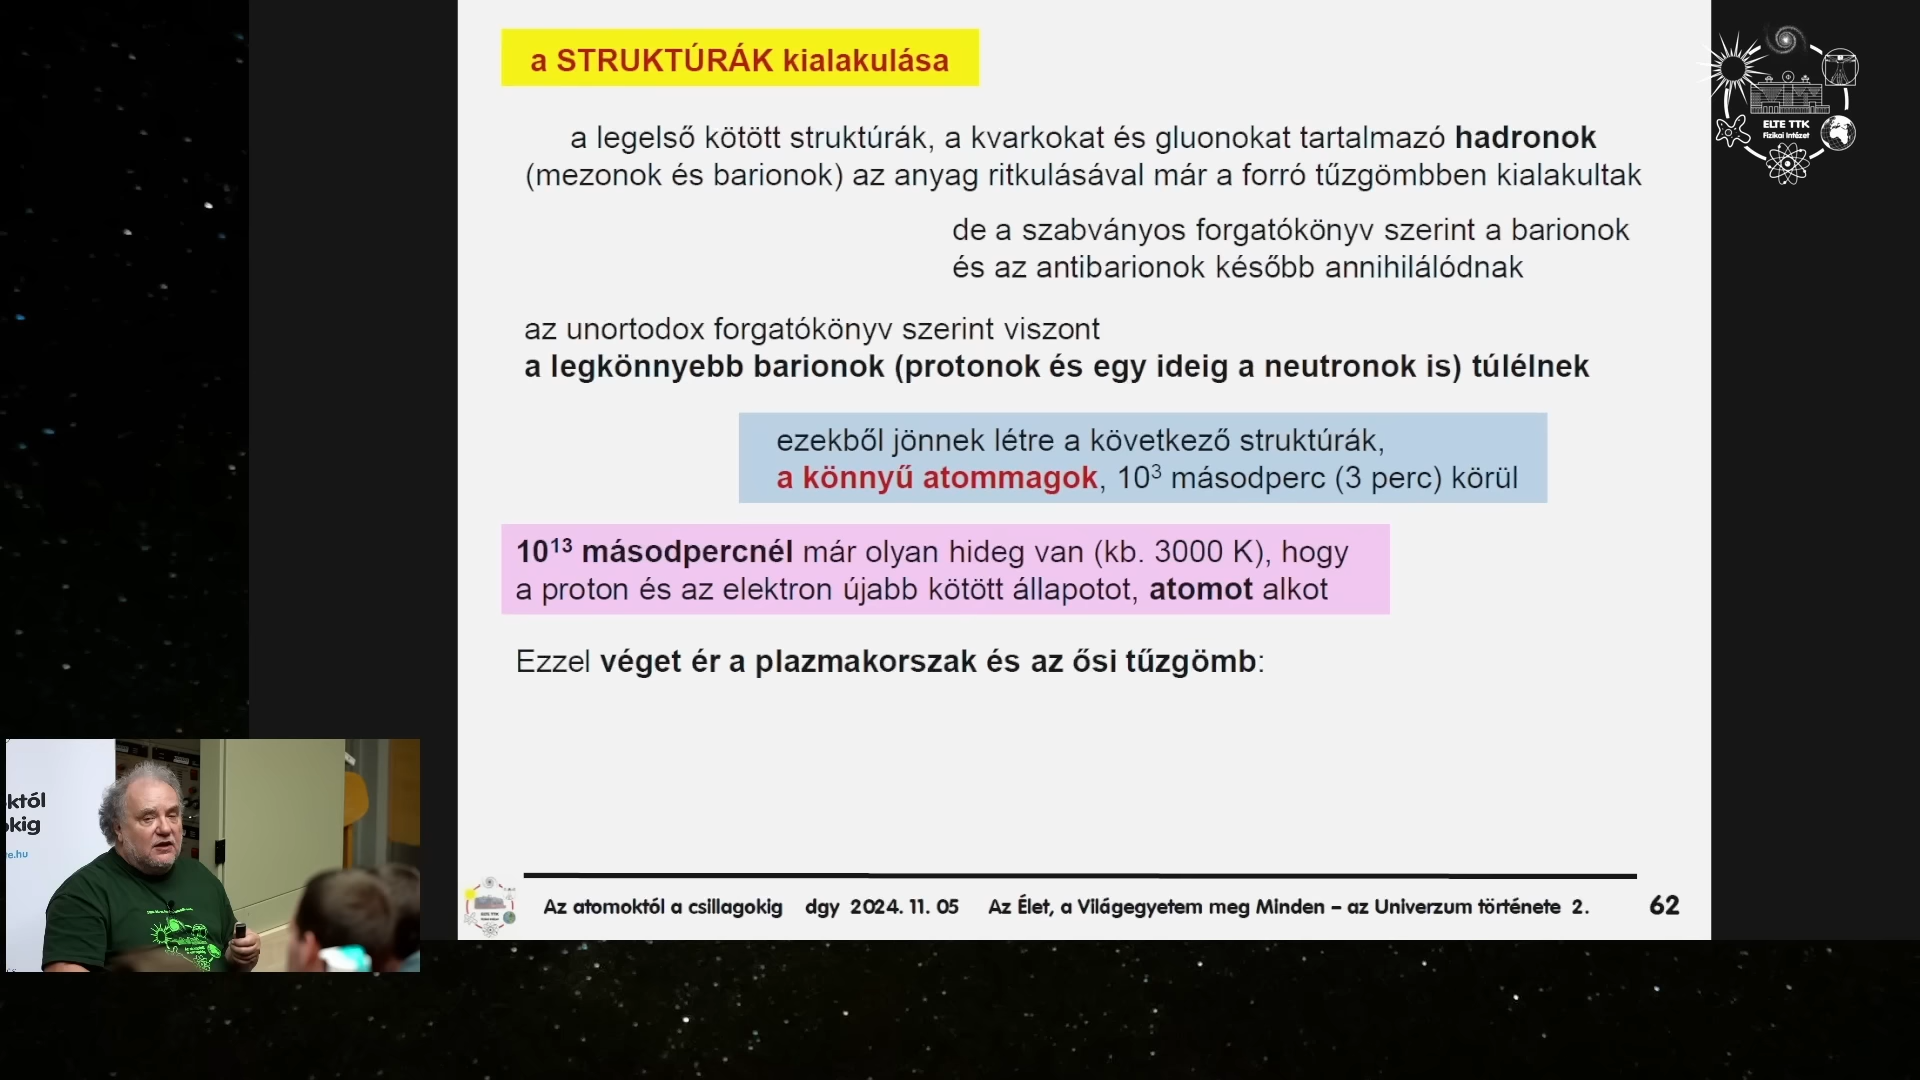 a STRUKTÚRÁK kialakulása
a legelső kötött struktúrák, a kvarkokat és gluonokat tartalmazó hadronok
(mezonok és barionok) az anyag ritkulásával már a forró tűzgömbben kialakultak
de a szabványos forgatókönyv szerint a barionok
és az antibarionok később annihilálódnak
az unortodox forgatókönyv szerint viszont
a legkönnyebb barionok (protonok és egy ideig a neutronok is) túlélnek
ezekből jönnek létre a következő struktúrák,
a könnyű atommagok, 10³ másodperc (3 perc) körül
10¹³ másodpercnél már olyan hideg van (kb. 3000 K), hogy
a proton és az elektron újabb kötött állapotot, atomot alkot
Ezzel véget ér a plazmakorszak és az ősi tűzgömb:
Az atomoktól a csillagokig dgy 2024. 11. 05 Az Élet, a Világegyetem meg Minden – az Univerzum története 2. 62
ELTE TTK
Fizikai Intézet
któl
okig
te.hu